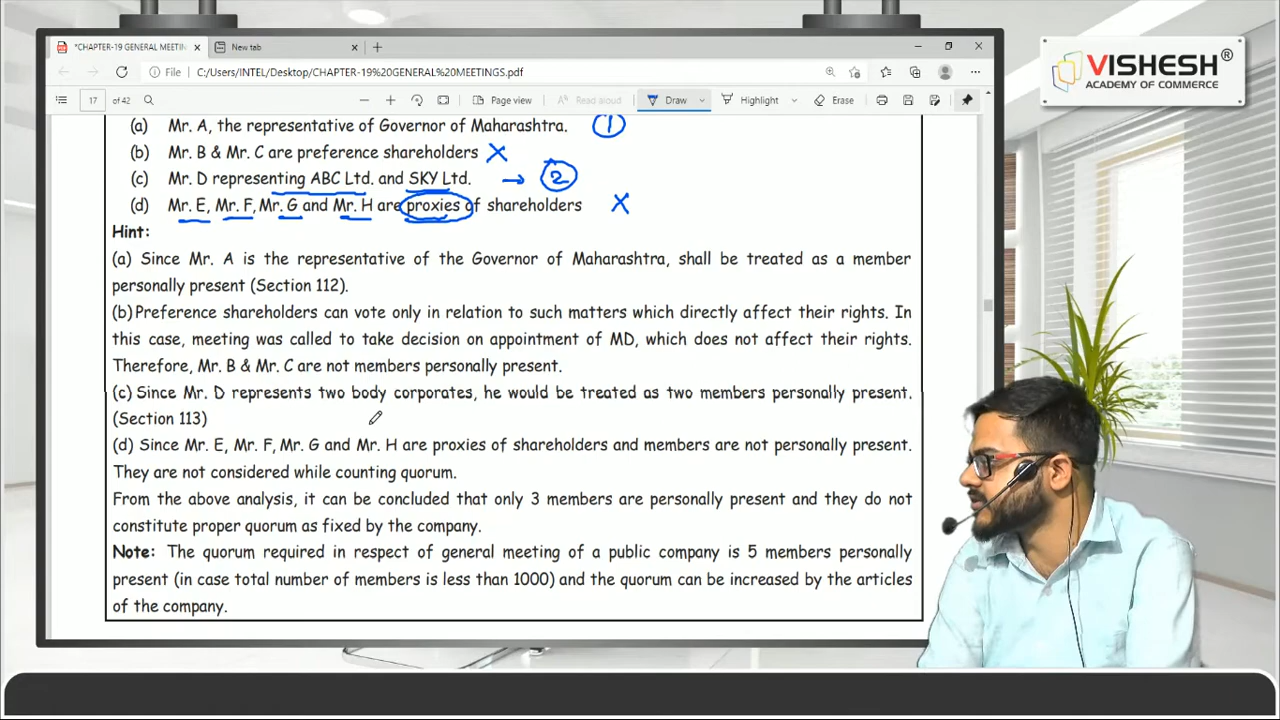 *CHAPTER-19 GENERAL MEETIN
New tab
File
C:/Users/INTEL/Desktop/CHAPTER-19%20GENERAL%20MEETINGS.pdf
17 of 42
Page view
Read aloud
Draw
Highlight
Erase
VISHESH®
ACADEMY OF COMMERCE
(a) Mr. A, the representative of Governor of Maharashtra. 1
(b) Mr. B & Mr. C are preference shareholders X
(c) Mr. D representing ABC Ltd. and SKY Ltd. → 2
(d) Mr. E, Mr. F, Mr. G and Mr. H are proxies of shareholders X
Hint:
(a) Since Mr. A is the representative of the Governor of Maharashtra, shall be treated as a member
personally present (Section 112).
(b) Preference shareholders can vote only in relation to such matters which directly affect their rights. In
this case, meeting was called to take decision on appointment of MD, which does not affect their rights.
Therefore, Mr. B & Mr. C are not members personally present.
(c) Since Mr. D represents two body corporates, he would be treated as two members personally present.
(Section 113)
(d) Since Mr. E, Mr. F, Mr. G and Mr. H are proxies of shareholders and members are not personally present.
They are not considered while counting quorum.
From the above analysis, it can be concluded that only 3 members are personally present and they do not
constitute proper quorum as fixed by the company.
Note: The quorum required in respect of general meeting of a public company is 5 members personally
present (in case total number of members is less than 1000) and the quorum can be increased by the articles
of the company.